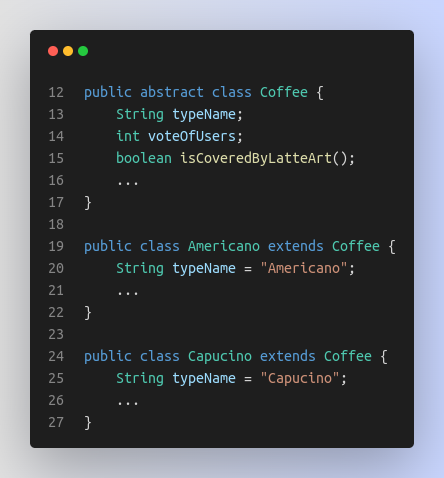 12 public abstract class Coffee {
13     String typeName;
14     int voteOfUsers;
15     boolean isCoveredByLatteArt();
16     ...
17 }
18
19 public class Americano extends Coffee {
20     String typeName = "Americano";
21     ...
22 }
23
24 public class Capucino extends Coffee {
25     String typeName = "Capucino";
26     ...
27 }